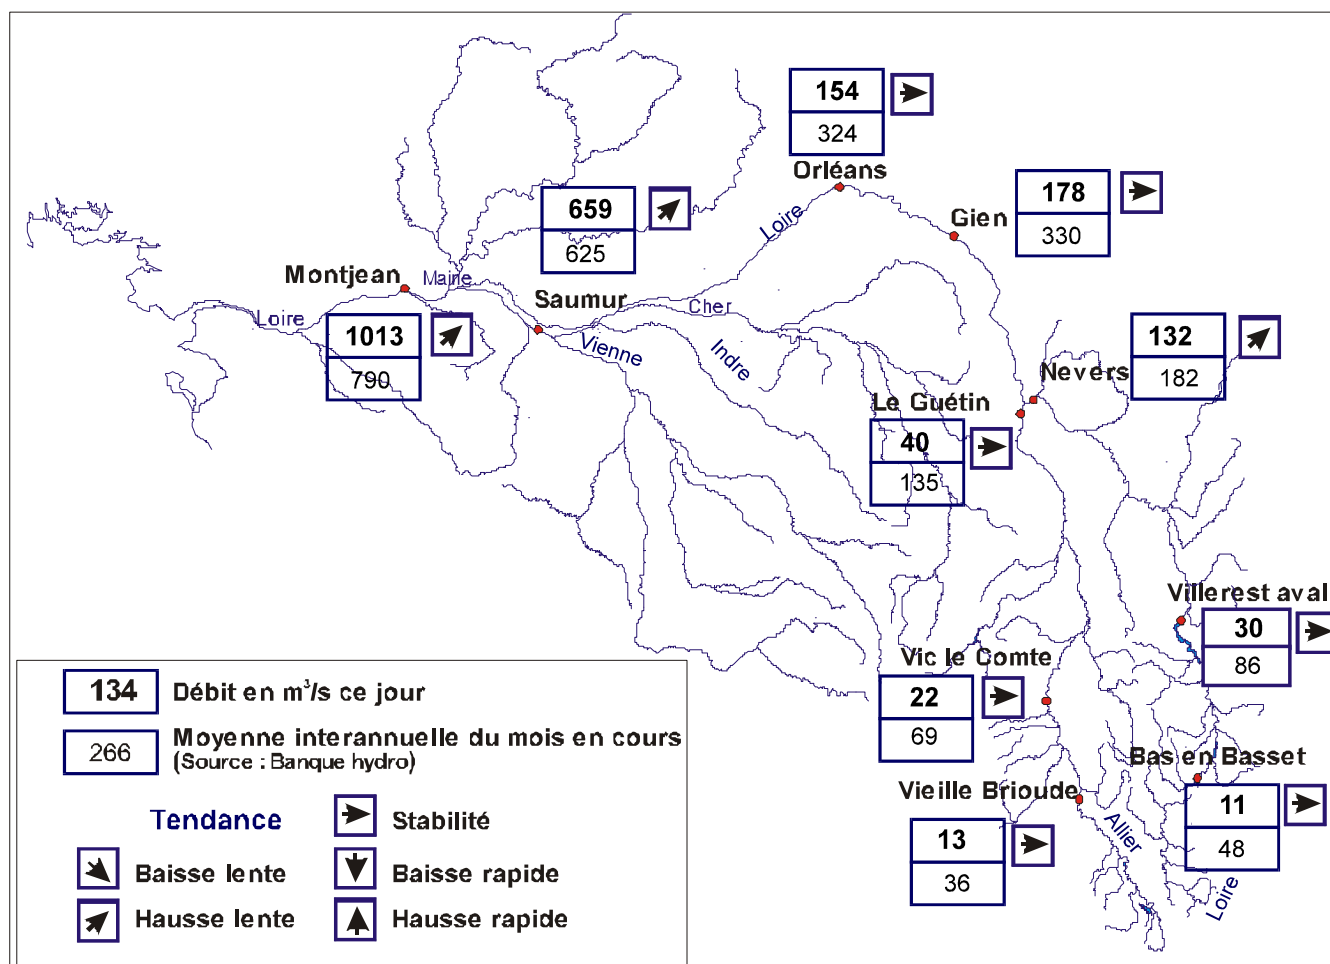 154
324
Orléans
178
330
Gien
Loire
659
625
Montjean
Maine
Saumur
Cher
Loire
1013
790
Vienne
Indre
132
182
Nevers
Le Guétin
40
135
Villerest aval
30
86
Vic le Comte
22
69
Bas en Basset
11
48
Vieille Brioude
13
36
Allier
Loire
134 Débit en m³/s ce jour
266 Moyenne interannuelle du mois en cours
(Source : Banque hydro)
Tendance
Stabilité
Baisse lente
Baisse rapide
Hausse lente
Hausse rapide